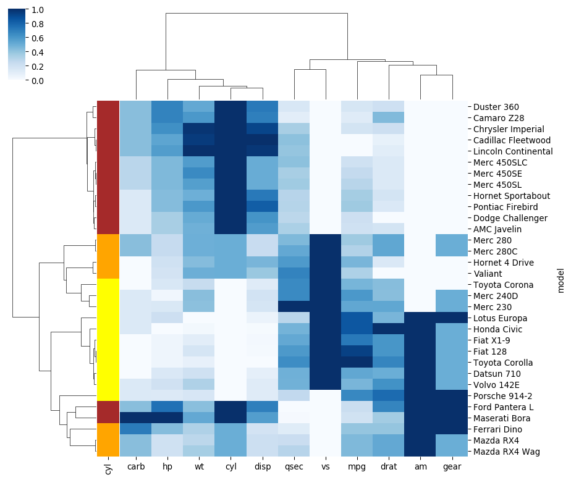 1.0
0.8
0.6
0.4
0.2
0.0
Duster 360
Camaro Z28
Chrysler Imperial
Cadillac Fleetwood
Lincoln Continental
Merc 450SLC
Merc 450SE
Merc 450SL
Hornet Sportabout
Pontiac Firebird
Dodge Challenger
AMC Javelin
Merc 280
Merc 280C
Hornet 4 Drive
Valiant
Toyota Corona
Merc 240D
Merc 230
Lotus Europa
Honda Civic
Fiat X1-9
Fiat 128
Toyota Corolla
Datsun 710
Volvo 142E
Porsche 914-2
Ford Pantera L
Maserati Bora
Ferrari Dino
Mazda RX4
Mazda RX4 Wag
model
cyl carb hp wt cyl disp qsec vs mpg drat am gear